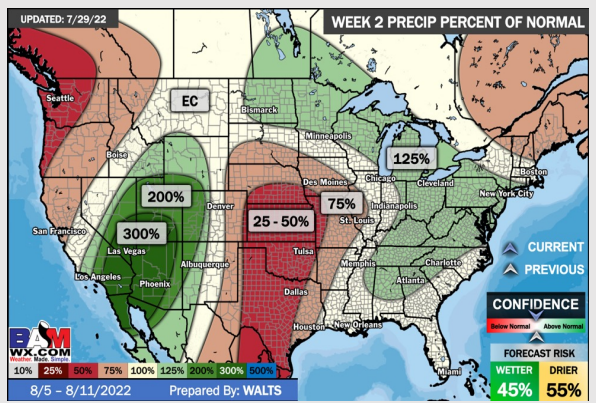 UPDATED: 7/29/22
WEEK 2 PRECIP PERCENT OF NORMAL
Seattle
EC
Bismarck
Minneapolis
125%
Boise
Boston
200%
Des Moines
Chicago
Cleveland
New York City
75%
Denver
Indianapolis
300%
25 - 50%
St. Louis
San Francisco
Las Vegas
CURRENT
Tulsa
Los Angeles
Albuquerque
Memphis
Charlotte
PREVIOUS
Phoenix
Atlanta
Dallas
CONFIDENCE
Below Normal
Above Normal
Houston
New Orleans
BAM
WX.COM
Weather. Made. Simple.
FORECAST RISK
10% 25% 50% 75% 100% 125% 200% 300% 500%
Miami
WETTER
DRIER
45%
55%
8/5 – 8/11/2022
Prepared By: WALTS